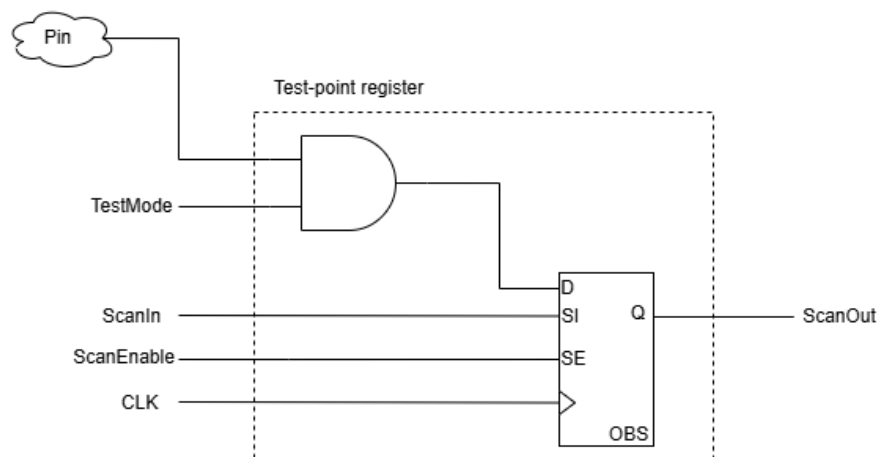 Pin
Test-point register
TestMode
D
ScanIn
SI
Q
ScanOut
ScanEnable
SE
CLK
OBS